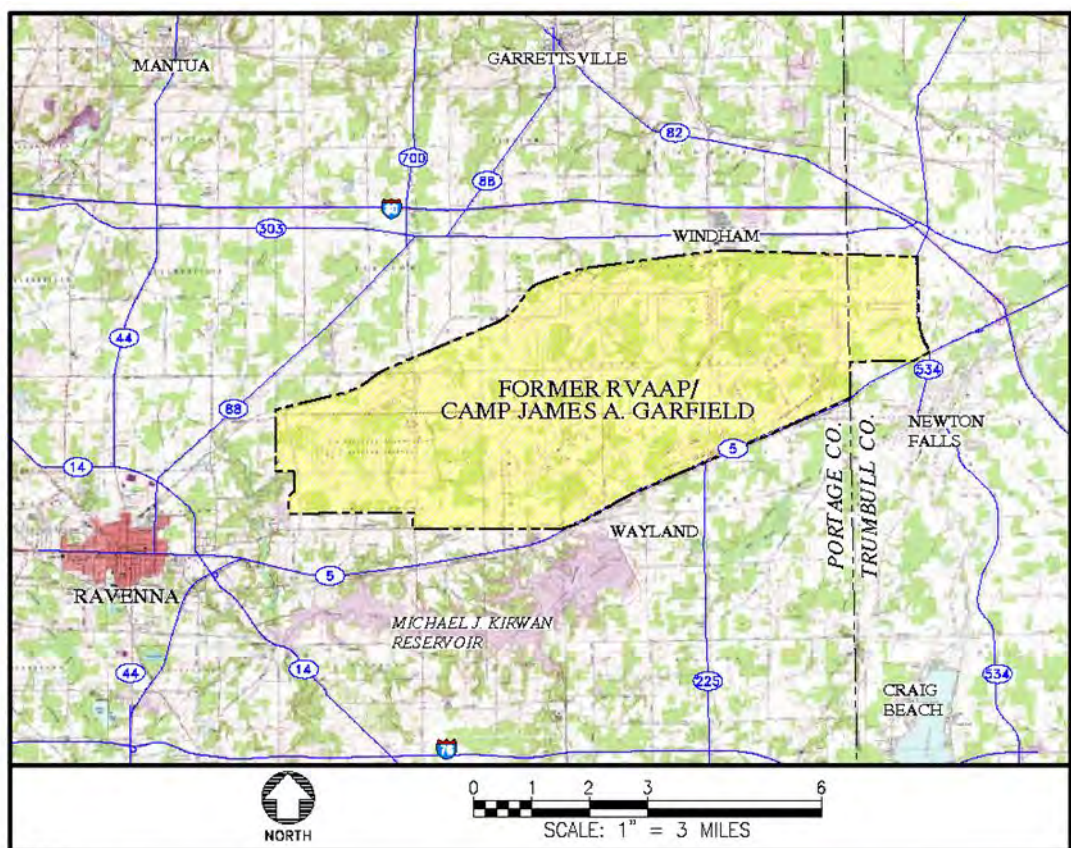 MANTUA
GARRETTSVILLE
82
700
88
303
WINDHAM
44
FORMER RVAAP/
CAMP JAMES A. GARFIELD
534
88
NEWTON
FALLS
5
14
PORTAGE CO.
TRUMBULL CO.
WAYLAND
5
RAVENNA
MICHAEL J. KIRWAN
RESERVOIR
44
14
225
534
CRAIG
BEACH
NORTH
0 1 2 3 6
SCALE: 1" = 3 MILES